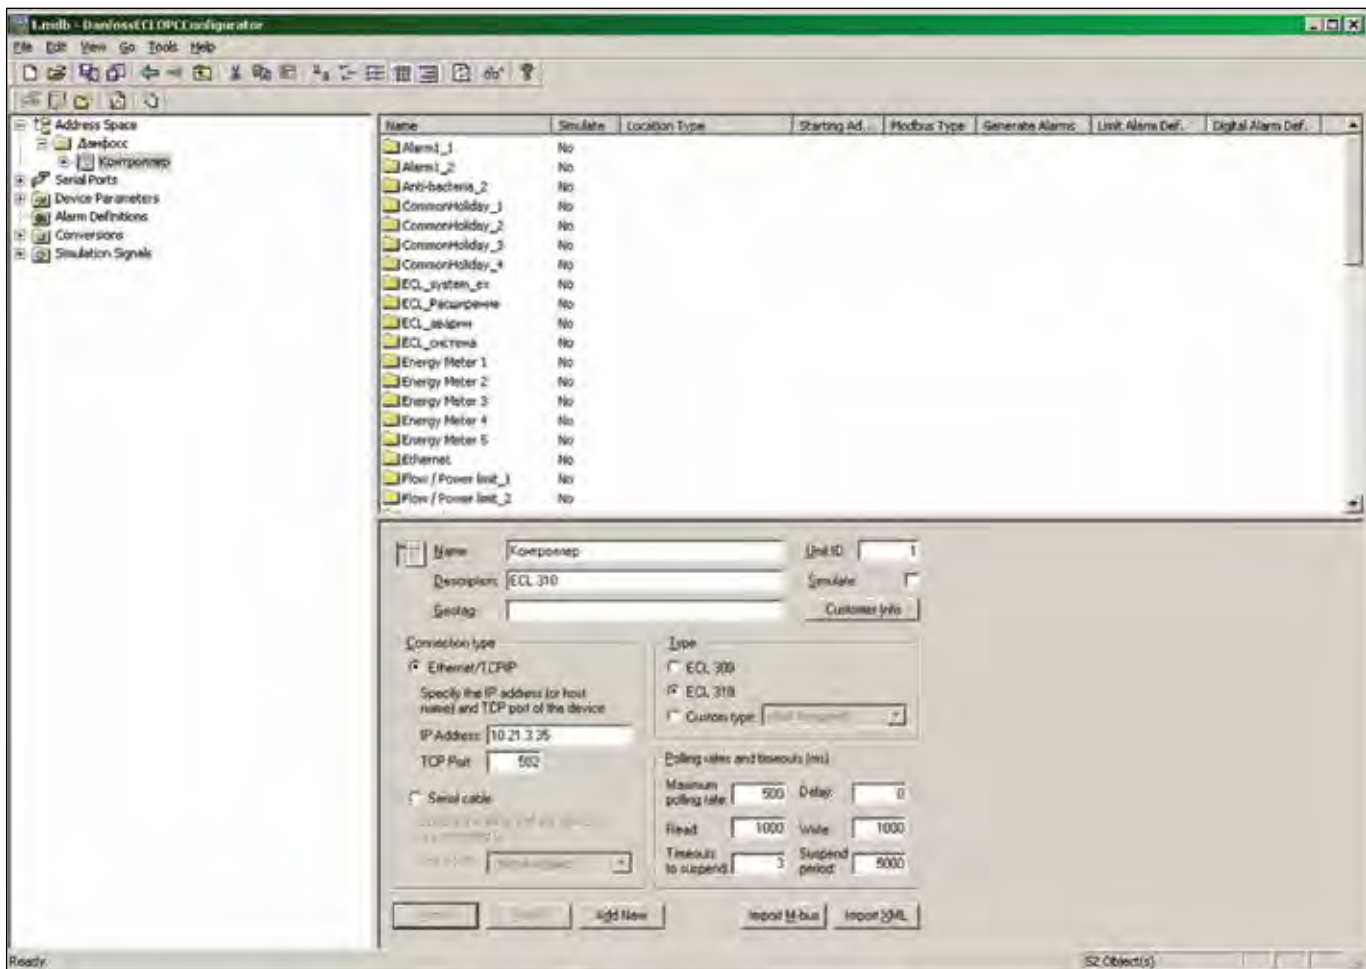 1.mdb - DanfossECLOPCConfigurator
File Edit View Go Tools Help
Address Space
Данфосс
Контроллер
Serial Ports
Device Parameters
Alarm Definitions
Conversions
Simulation Signals
Name Simulate Location Type Starting Ad... Modbus Type Generate Alarms Limit Alarm Def. Digital Alarm Def.
Alarm1_1 No
Alarm1_2 No
Anti-bacteria_2 No
CommonHoliday_1 No
CommonHoliday_2 No
CommonHoliday_3 No
CommonHoliday_4 No
ECL_system_ex No
ECL_Расширение No
ECL_аварии No
ECL_система No
Energy Meter 1 No
Energy Meter 2 No
Energy Meter 3 No
Energy Meter 4 No
Energy Meter 5 No
Ethernet No
Flow / Power limit_1 No
Flow / Power limit_2 No
Name Контроллер Unit ID 1
Description: ECL 310 Simulate
Geotag Customer Info
Connection type
Ethernet/TCPIP
Specify the IP address (or host
name) and TCP port of the device
IP Address 10.21.3.35
TCP Port 502
Serial cable
Type
ECL 300
ECL 310
Custom type
Polling rates and timeouts (ms)
Maximum
polling rate: 500 Delay: 0
Read 1000 Write 1000
Timeouts
to suspend 3 Suspend
period 5000
Add New Import M-bus Import XML
Ready 52 Object(s)